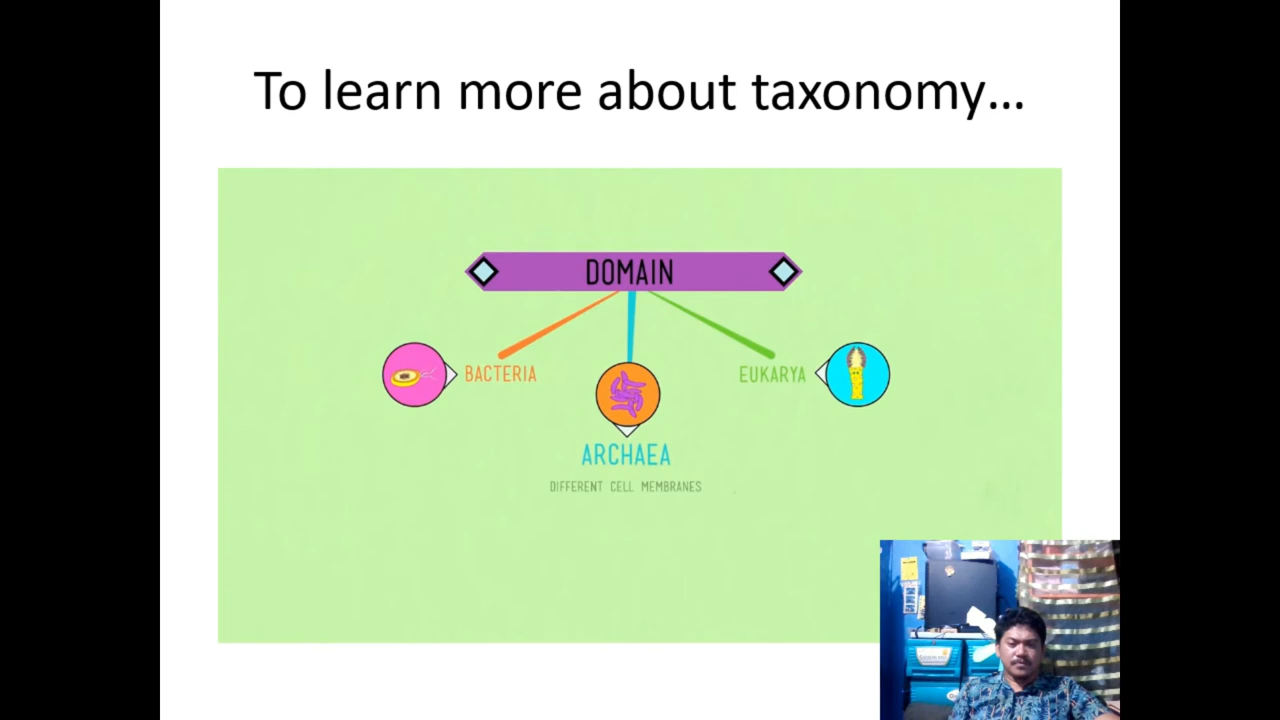 To learn more about taxonomy...
DOMAIN
BACTERIA
EUKARYA
ARCHAEA
DIFFERENT CELL MEMBRANES